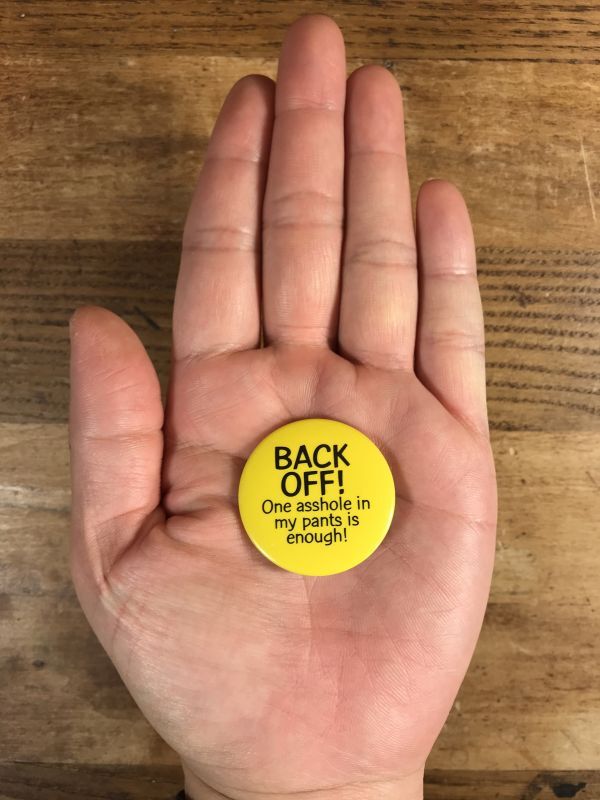 BACK
OFF!
One asshole in
my pants is
enough!